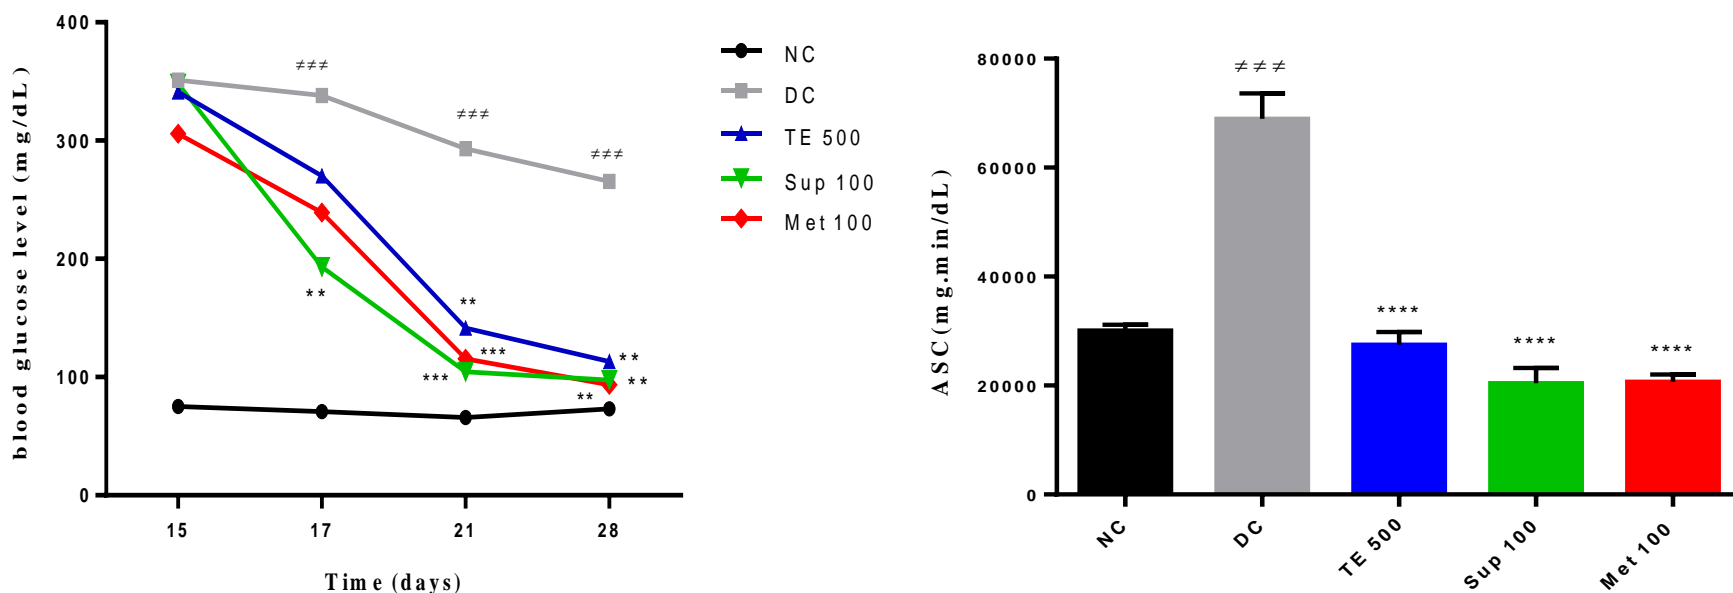 400
300
200
100
0
15
17
21
28
blood glucose level (mg/dL)
Time (days)
≠≠≠
≠≠≠
≠≠≠
**
**
***
***
**
**
**
NC
DC
TE 500
Sup 100
Met 100
80000
60000
40000
20000
0
ASC (mg.min/dL)
≠≠≠
****
****
****
NC
DC
TE 500
Sup 100
Met 100